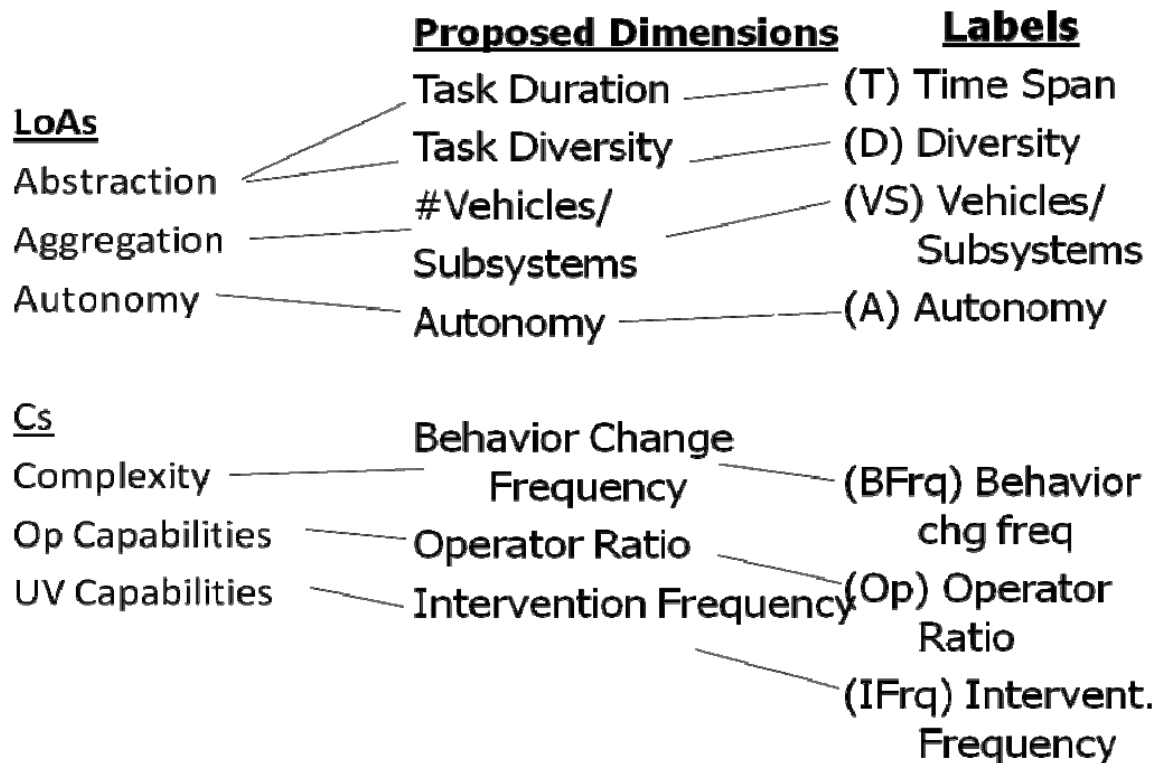 Proposed Dimensions
Labels
LoAs
Abstraction
Aggregation
Autonomy
Task Duration
Task Diversity
#Vehicles/
Subsystems
Autonomy
(T) Time Span
(D) Diversity
(VS) Vehicles/
Subsystems
(A) Autonomy
Cs
Complexity
Op Capabilities
UV Capabilities
Behavior Change
Frequency
Operator Ratio
Intervention Frequency
(BFrq) Behavior
chg freq
(Op) Operator
Ratio
(IFrq) Intervent.
Frequency